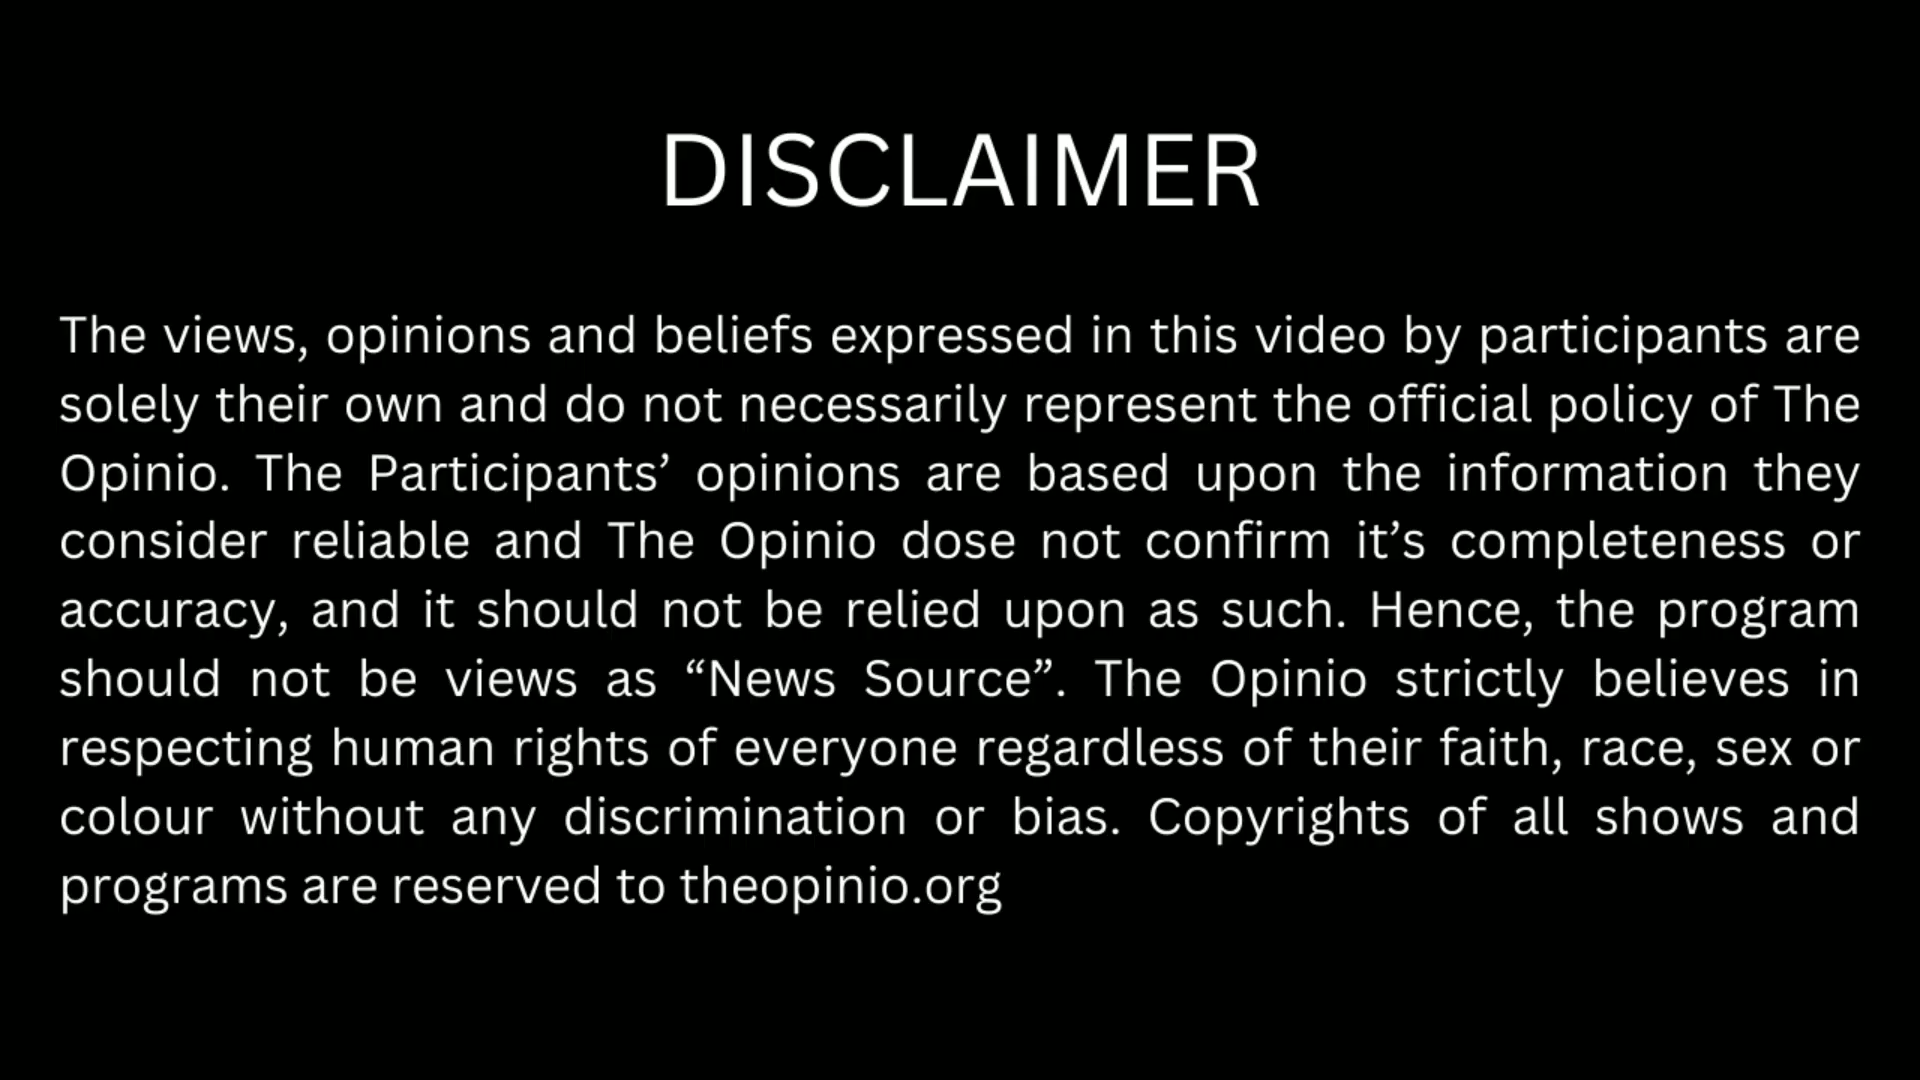 DISCLAIMER
The views, opinions and beliefs expressed in this video by participants are
solely their own and do not necessarily represent the official policy of The
Opinio. The Participants’ opinions are based upon the information they
consider reliable and The Opinio dose not confirm it’s completeness or
accuracy, and it should not be relied upon as such. Hence, the program
should not be views as “News Source”. The Opinio strictly believes in
respecting human rights of everyone regardless of their faith, race, sex or
colour without any discrimination or bias. Copyrights of all shows and
programs are reserved to theopinio.org